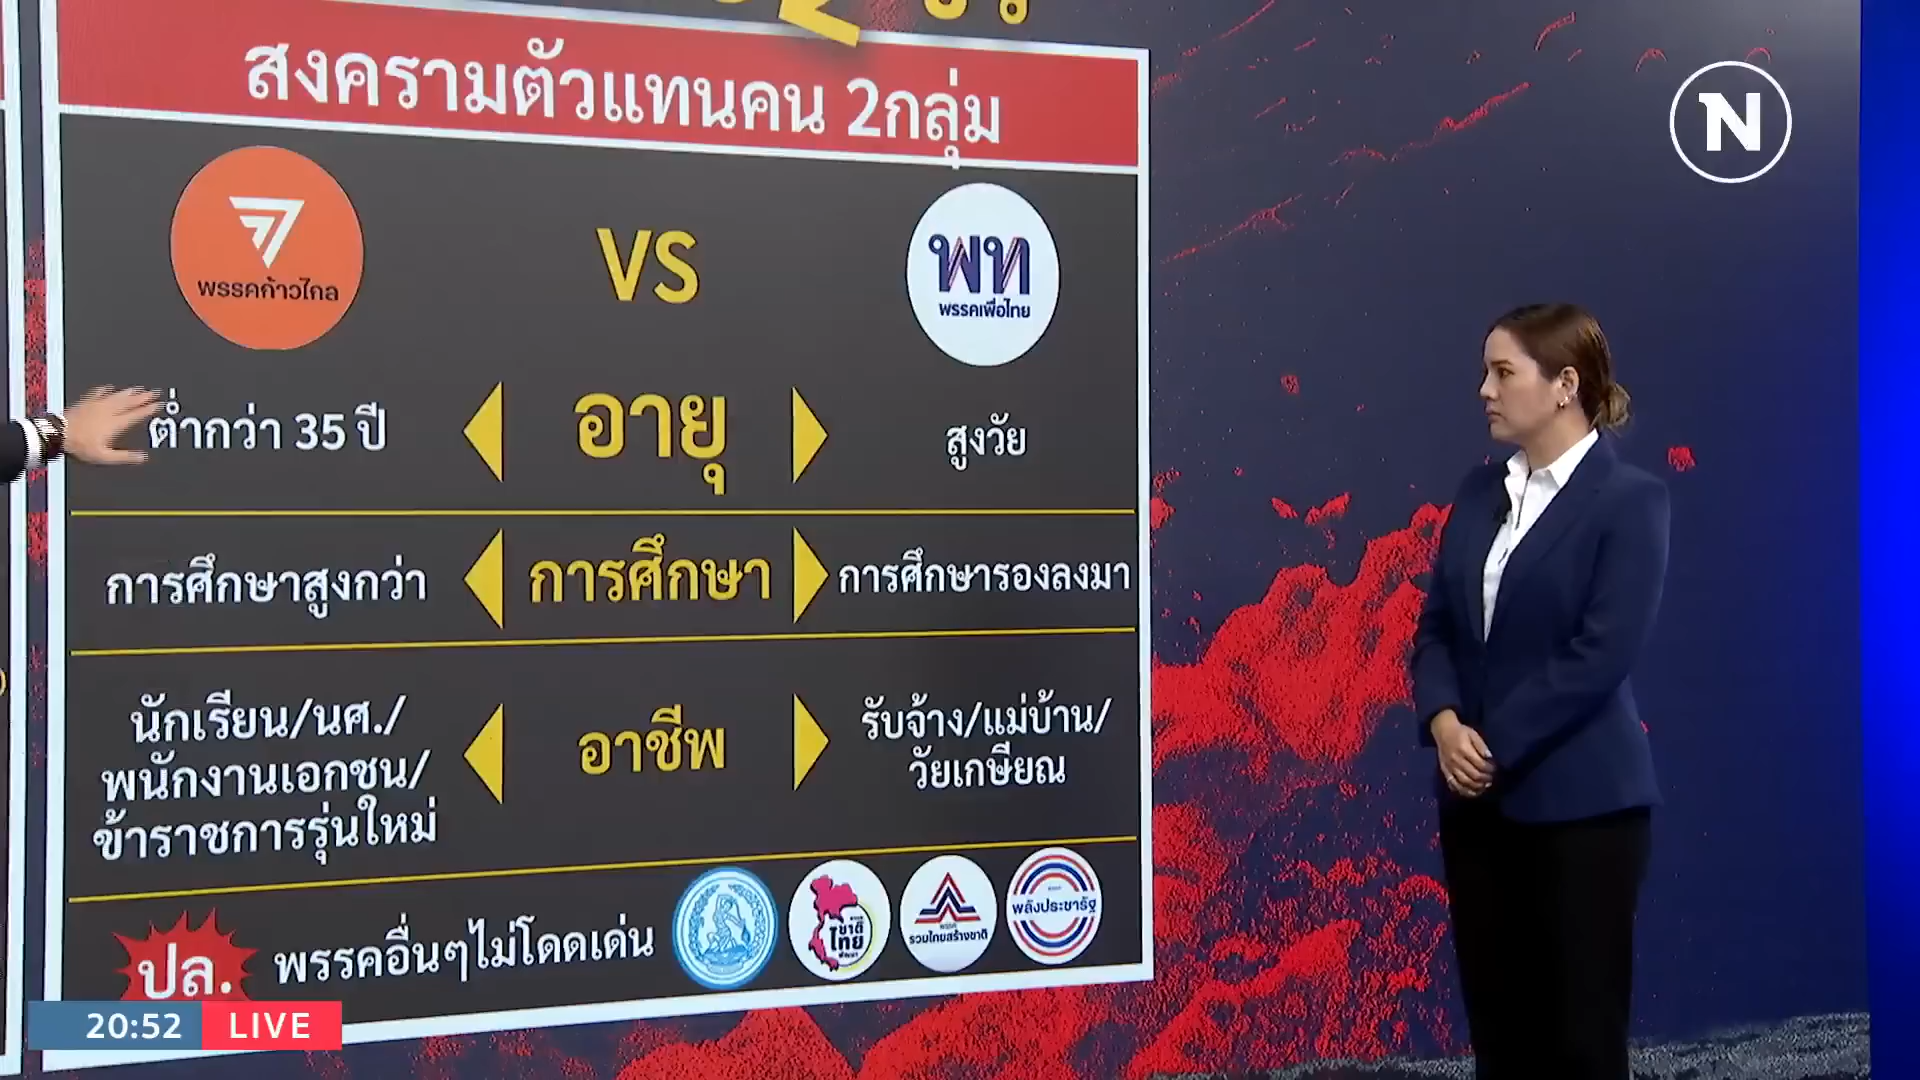 สงครามตัวแทนคน 2กลุ่ม
N
พรรคก้าวไกล
VS
พท
พรรคเพื่อไทย
ต่ำกว่า 35 ปี
อายุ
สูงวัย
การศึกษาสูงกว่า
การศึกษา
การศึกษารองลงมา
นักเรียน/นศ./
พนักงานเอกชน/
ข้าราชการรุ่นใหม่
อาชีพ
รับจ้าง/แม่บ้าน/
วัยเกษียณ
ปล.
พรรคอื่นๆไม่โดดเด่น
ชาติ
ไทย
พัฒนา
พรรค
รวมไทยสร้างชาติ
พลังประชารัฐ
20:52 LIVE